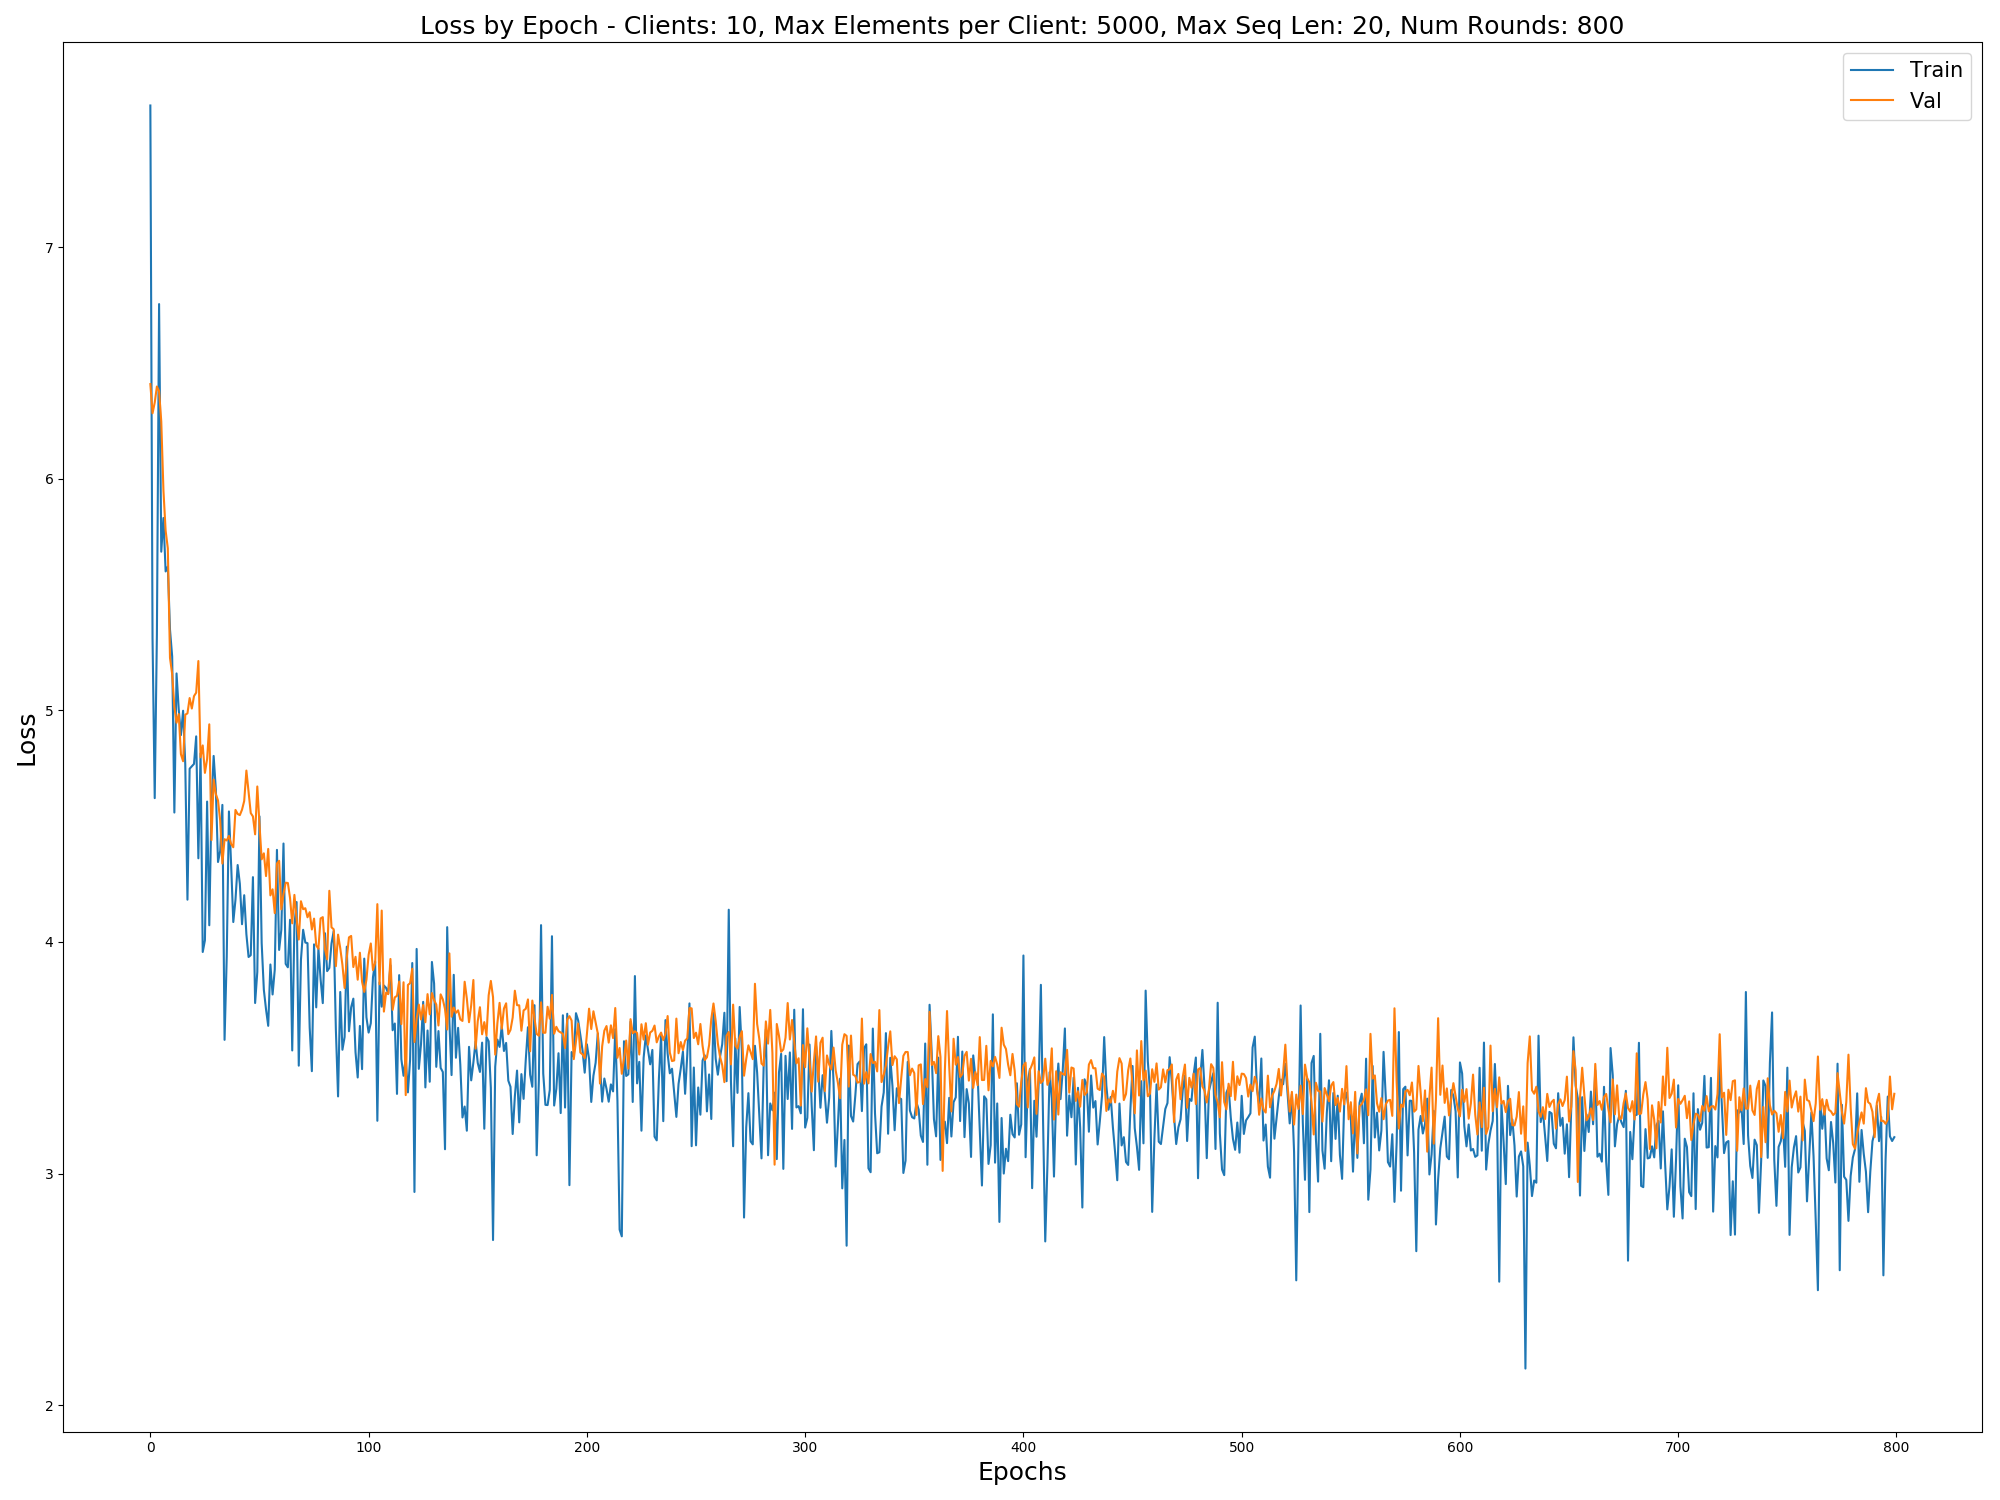 Loss by Epoch - Clients: 10, Max Elements per Client: 5000, Max Seq Len: 20, Num Rounds: 800
Train
Val
7
6
5
4
3
2
Loss
0 100 200 300 400 500 600 700 800
Epochs